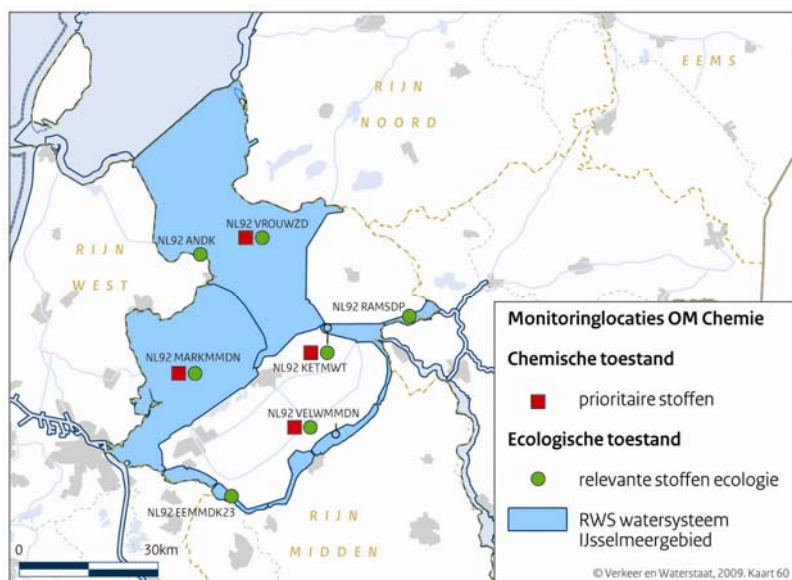 EEMS
RIJN
NOORD
NL92 VROUWZD
NL92 ANDK
RIJN
WEST
NL92 RAMSDP
NL92 MARKMMDN
NL92 KETMWT
NL92 VELWMMDN
NL92 EEMMDK23
RIJN
MIDDEN
0 30km
Monitoringlocaties OM Chemie
Chemische toestand
prioritaire stoffen
Ecologische toestand
relevante stoffen ecologie
RWS watersysteem
IJsselmeergebied
© Verkeer en Waterstaat, 2009. Kaart 60